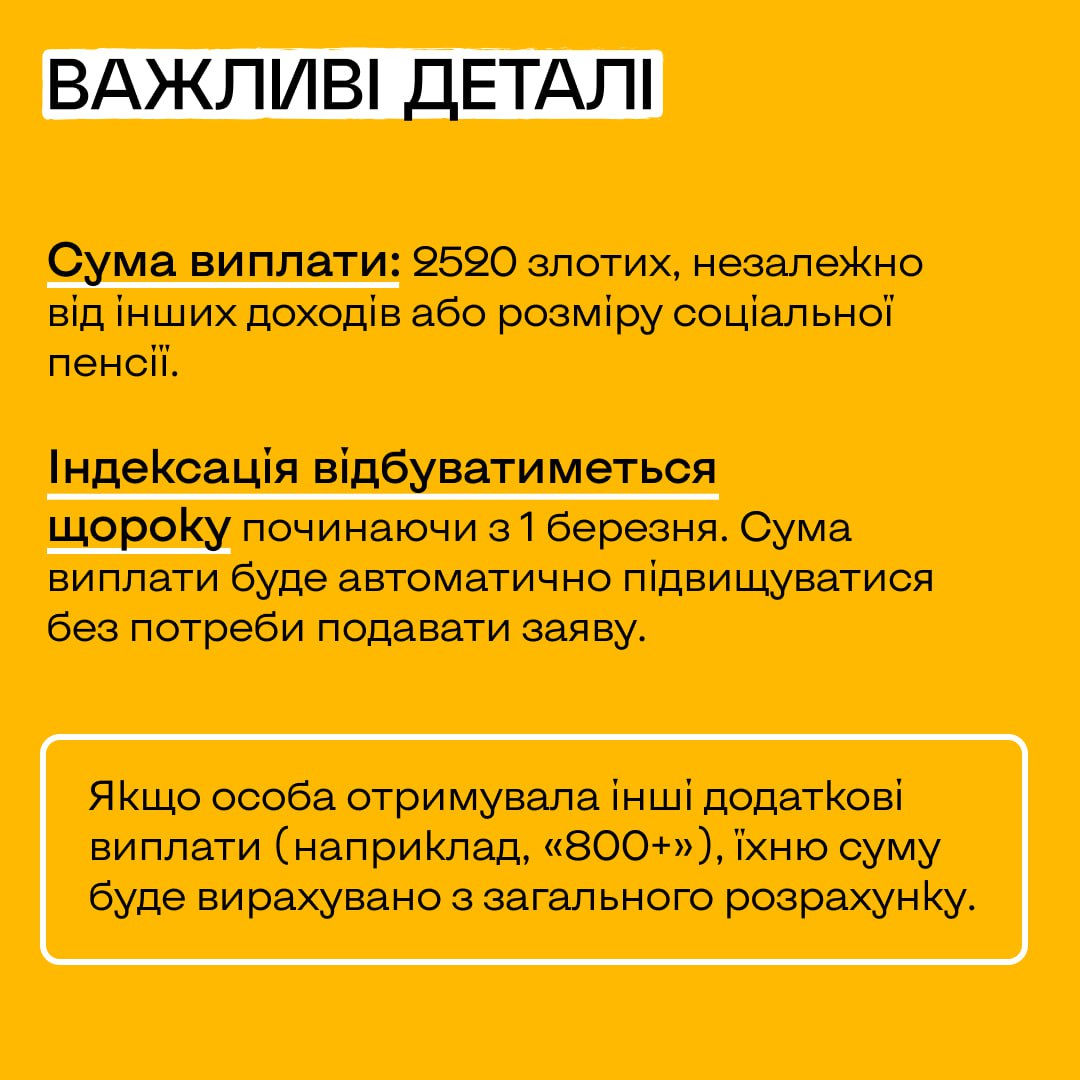 ВАЖЛИВІ ДЕТАЛІ
Сума виплати: 2520 злотих, незалежно
від інших доходів або розміру соціальної
пенсії.
Індексація відбуватиметься
щороку починаючи з 1 березня. Сума
виплати буде автоматично підвищуватися
без потреби подавати заяву.
Якщо особа отримувала інші додаткові
виплати (наприклад, «800+»), їхню суму
буде вирахувано з загального розрахунку.